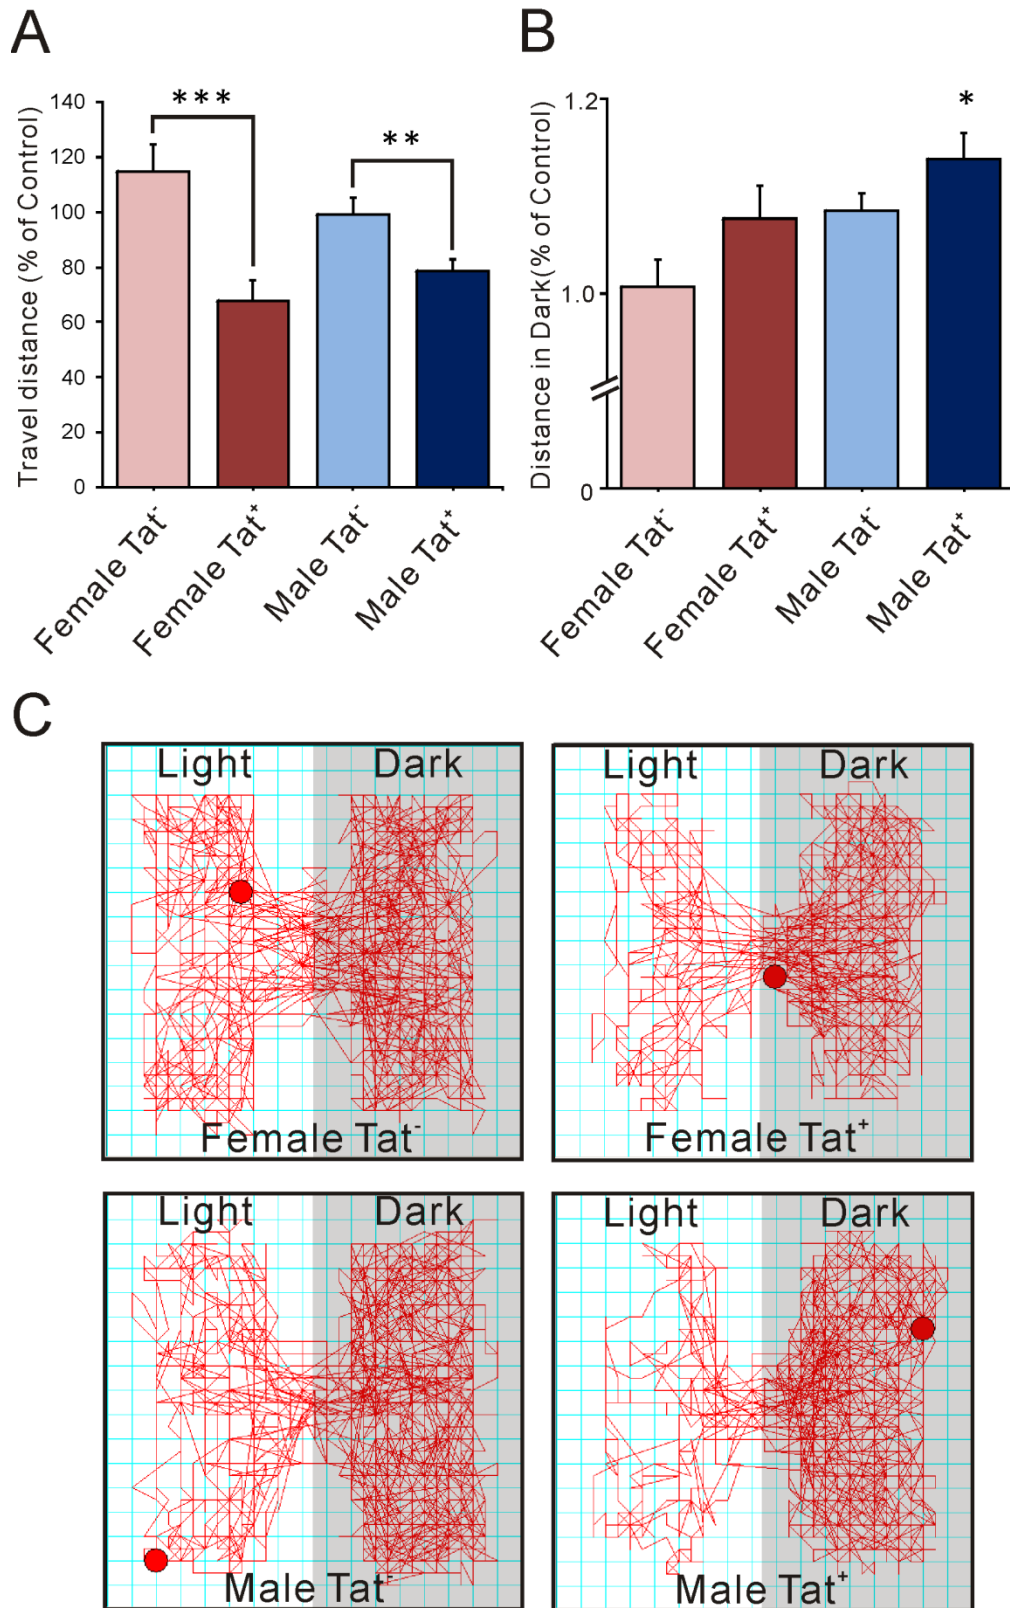 A
Travel distance (% of Control)
140
120
100
80
60
40
20
0
***
**
Female Tat⁻
Female Tat⁺
Male Tat⁻
Male Tat⁺
B
Distance in Dark(% of Control)
1.2
1.0
0
*
Female Tat⁻
Female Tat⁺
Male Tat⁻
Male Tat⁺
C
Light Dark
Female Tat⁻
Light Dark
Female Tat⁺
Light Dark
Male Tat⁻
Light Dark
Male Tat⁺